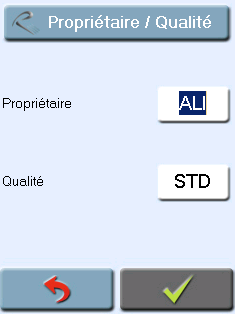 Propriétaire / Qualité
Propriétaire
ALI
Qualité
STD